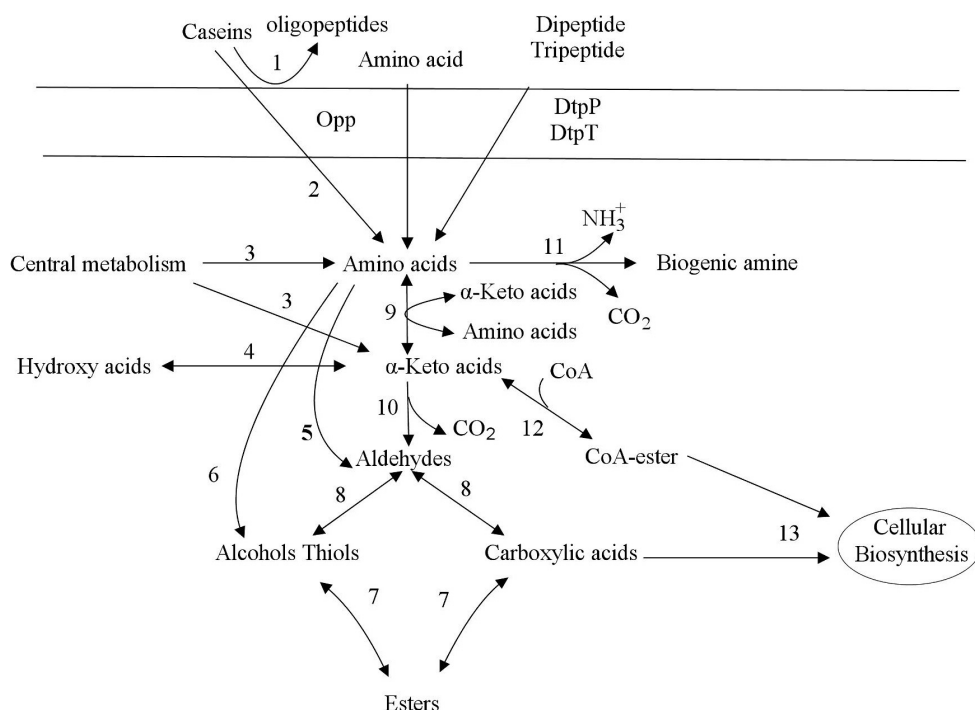 Caseins
oligopeptides
1
Amino acid
Dipeptide
Tripeptide
Opp
DtpP
DtpT
2
NH₃⁺
Central metabolism
3
Amino acids
11
Biogenic amine
3
9
α-Keto acids
CO₂
Amino acids
Hydroxy acids
4
α-Keto acids
CoA
10
CO₂
12
5
Aldehydes
CoA-ester
6
8
8
Alcohols Thiols
Carboxylic acids
13
Cellular
Biosynthesis
7
7
Esters